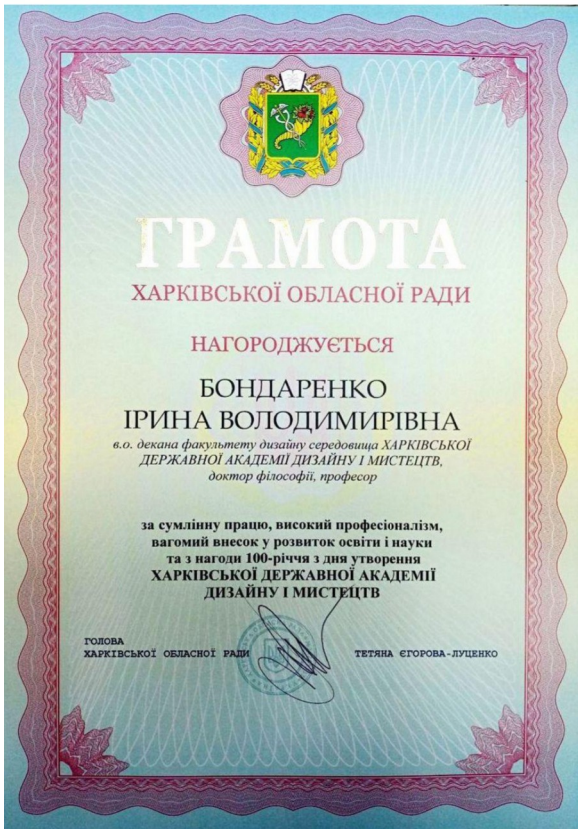 ГРАМОТА
ХАРКІВСЬКОЇ ОБЛАСНОЇ РАДИ
НАГОРОДЖУЄТЬСЯ
БОНДАРЕНКО
ІРИНА ВОЛОДИМИРІВНА
в.о. декана факультету дизайну середовища ХАРКІВСЬКОЇ
ДЕРЖАВНОЇ АКАДЕМІЇ ДИЗАЙНУ І МИСТЕЦТВ,
доктор філософії, професор
за сумлінну працю, високий професіоналізм,
вагомий внесок у розвиток освіти і науки
та з нагоди 100-річчя з дня утворення
ХАРКІВСЬКОЇ ДЕРЖАВНОЇ АКАДЕМІЇ
ДИЗАЙНУ І МИСТЕЦТВ
ГОЛОВА
ХАРКІВСЬКОЇ ОБЛАСНОЇ РАДИ ТЕТЯНА ЄГОРОВА-ЛУЦЕНКО